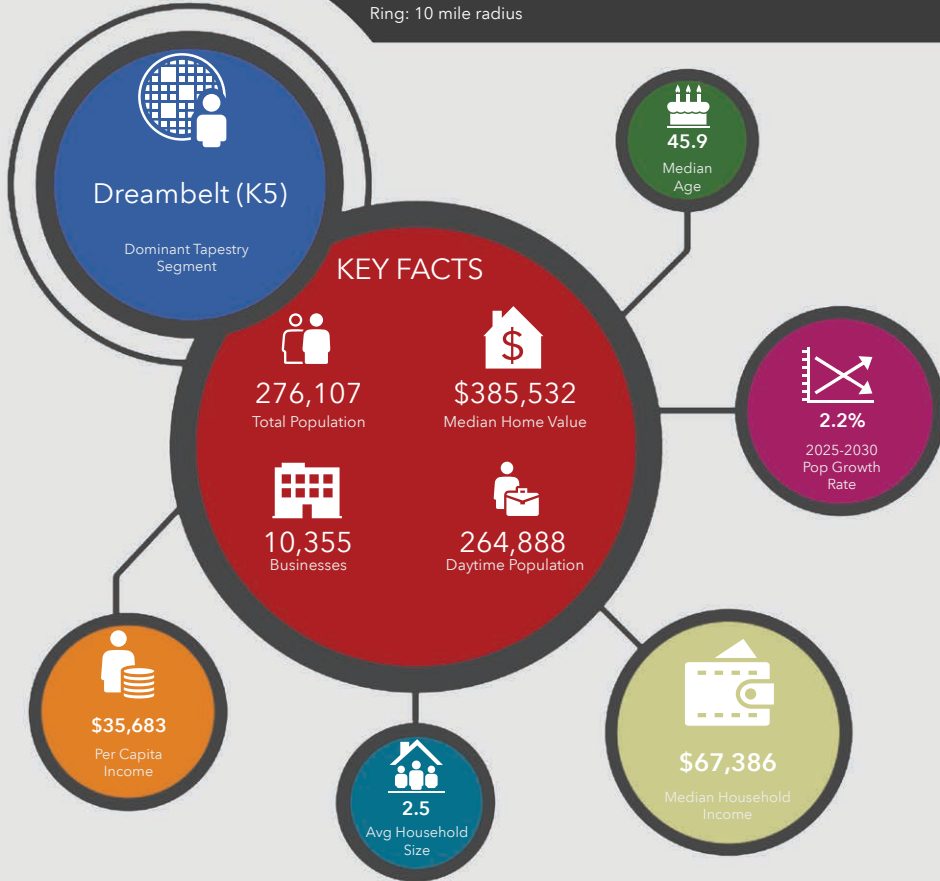 Ring: 10 mile radius
Dreambelt (K5)
Dominant Tapestry
Segment
45.9
Median
Age
KEY FACTS
$
276,107
Total Population
$385,532
Median Home Value
10,355
Businesses
264,888
Daytime Population
2.2%
2025-2030
Pop Growth
Rate
$35,683
Per Capita
Income
2.5
Avg Household
Size
$67,386
Median Household
Income